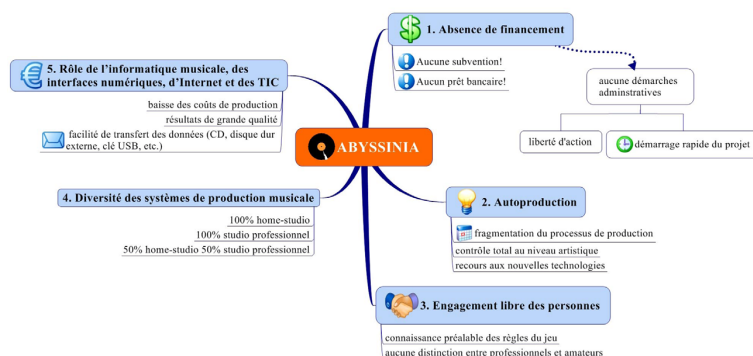 ABYSSINIA
1. Absence de financement
Aucune subvention!
Aucun prêt bancaire!
aucune démarches
adminstratives
liberté d'action
démarrage rapide du projet
2. Autoproduction
fragmentation du processus de production
contrôle total au niveau artistique
recours aux nouvelles technologies
3. Engagement libre des personnes
connaissance préalable des règles du jeu
aucune distinction entre professionnels et amateurs
4. Diversité des systèmes de production musicale
100% home-studio
100% studio professionnel
50% home-studio 50% studio professionnel
5. Rôle de l'informatique musicale, des
interfaces numériques, d'Internet et des TIC
baisse des coûts de production
résultats de grande qualité
facilité de transfert des données (CD, disque dur
externe, clé USB, etc.)